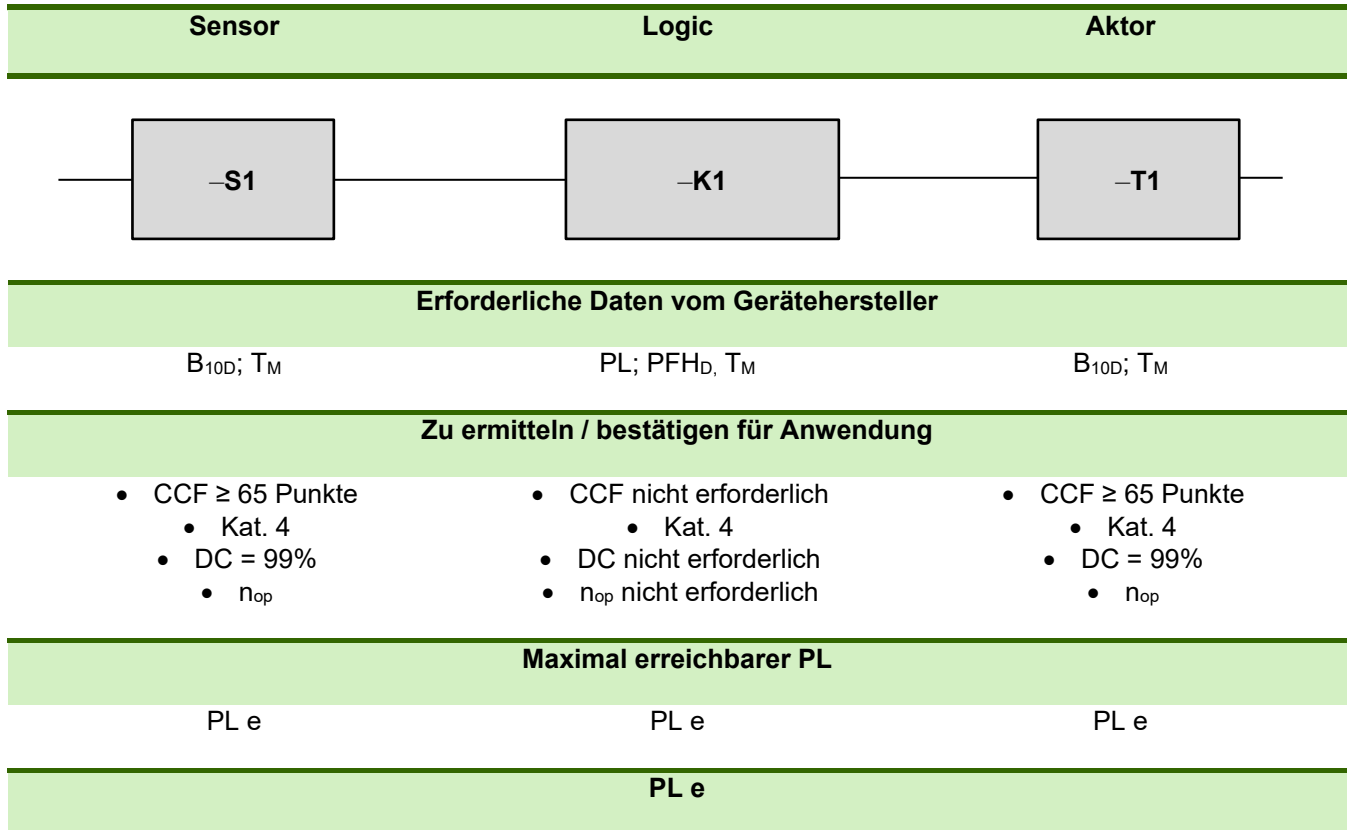 Sensor Logic Aktor
–S1 –K1 –T1
Erforderliche Daten vom Gerätehersteller
B10D; TM PL; PFHD, TM B10D; TM
Zu ermitteln / bestätigen für Anwendung
• CCF ≥ 65 Punkte • CCF nicht erforderlich • CCF ≥ 65 Punkte
• Kat. 4 • Kat. 4 • Kat. 4
• DC = 99% • DC nicht erforderlich • DC = 99%
• nop • nop nicht erforderlich • nop
Maximal erreichbarer PL
PL e PL e PL e
PL e